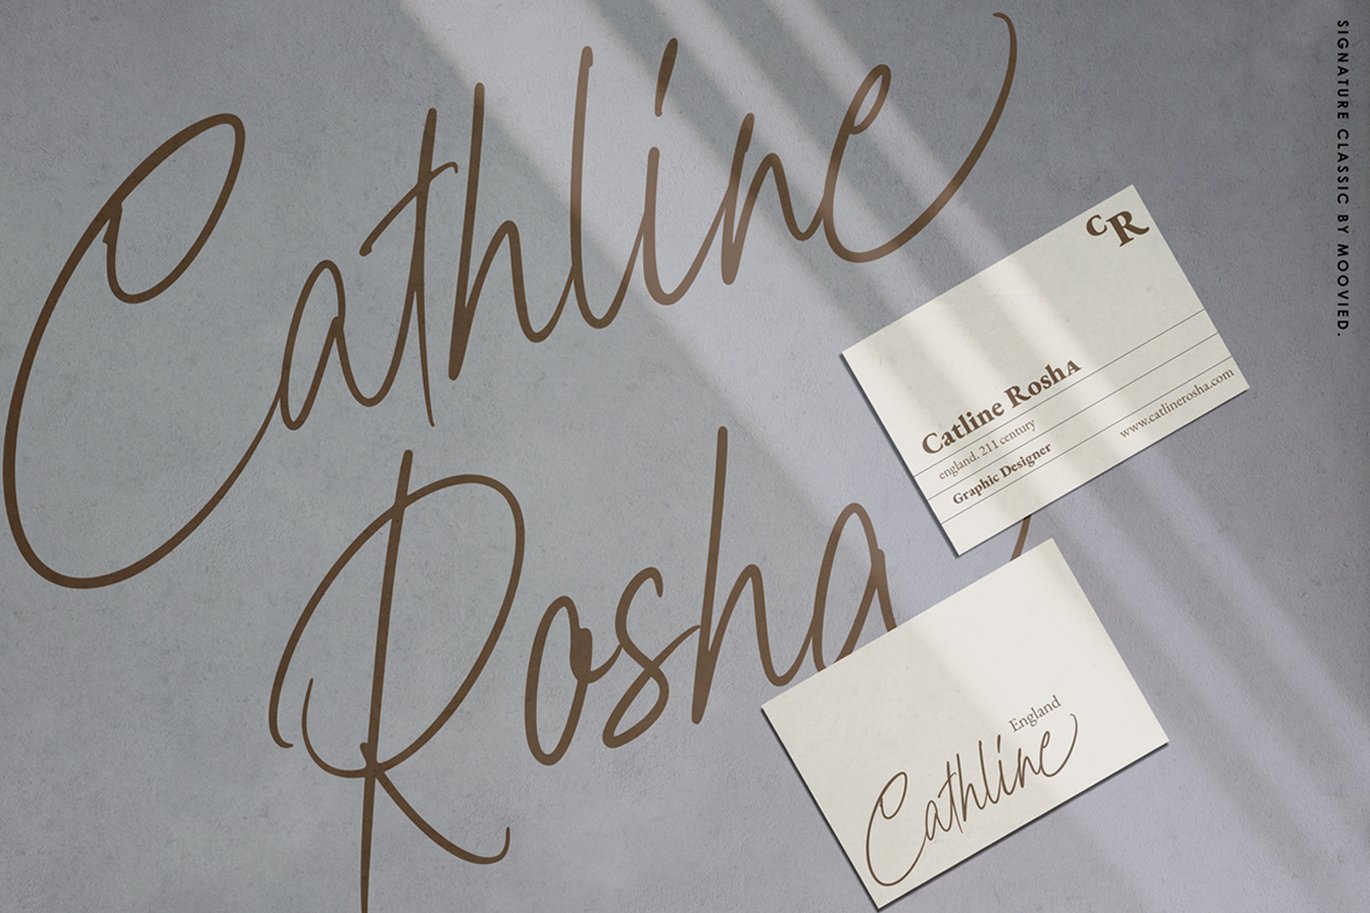 Cathline
Rosha
SIGNATURE CLASSIC BY MOOVIED.
CR
Catline RoshA
england. 211 century
Graphic Designer
www.catlinerosha.com
England
Cathline